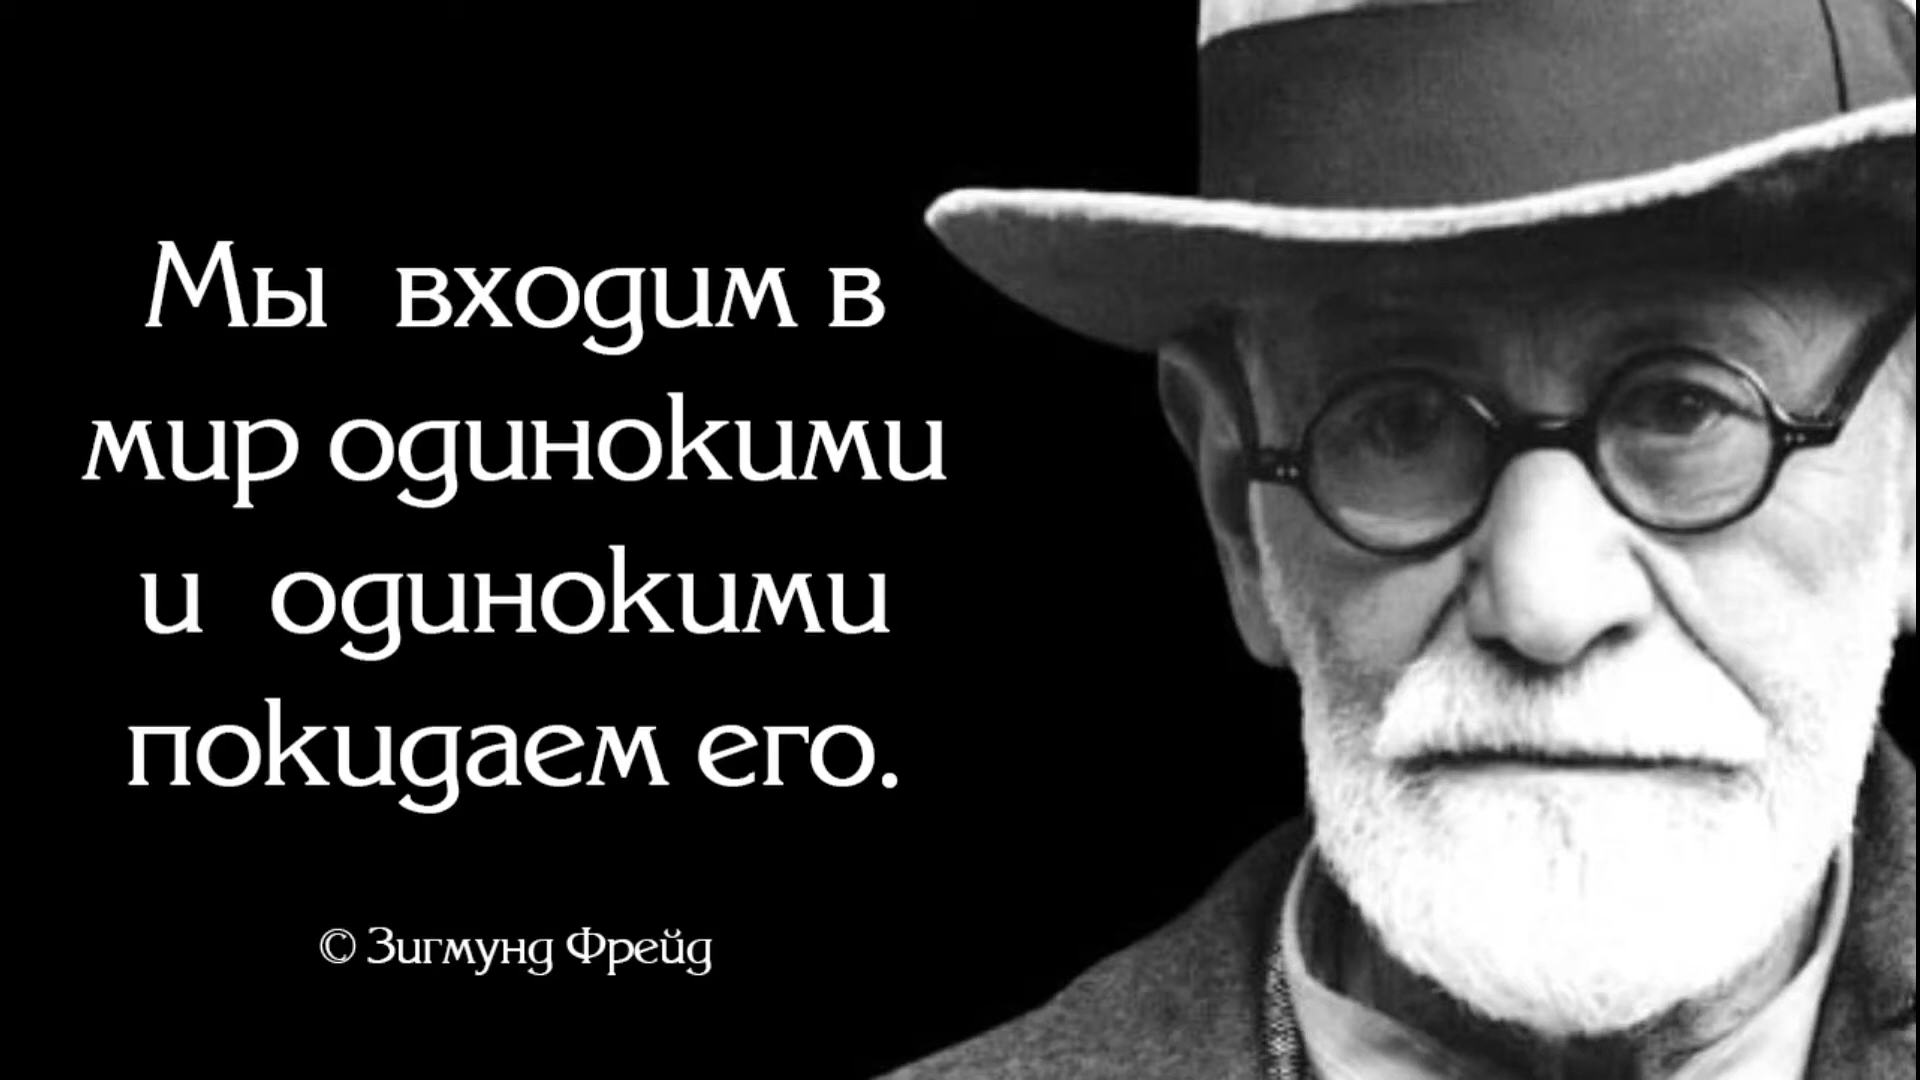 Мы входим в
мир одинокими
и одинокими
покидаем его.
© Зигмунд Фрейд